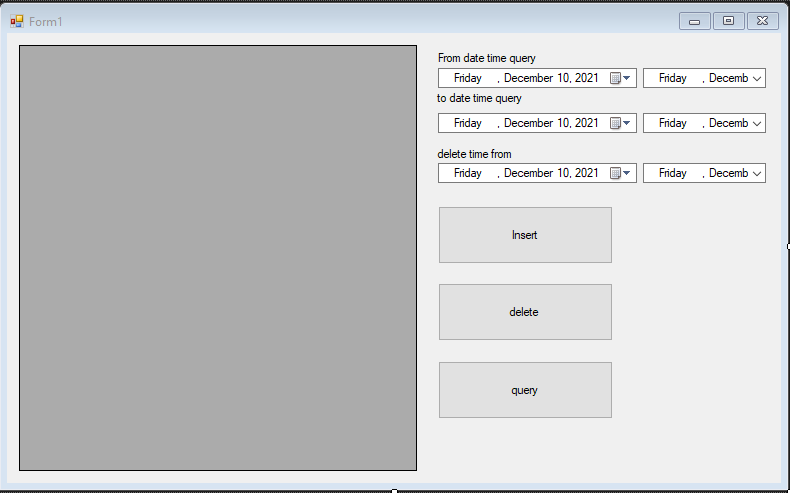 Form1
From date time query
Friday , December 10, 2021 Friday , Decemb
to date time query
Friday , December 10, 2021 Friday , Decemb
delete time from
Friday , December 10, 2021 Friday , Decemb
Insert
delete
query